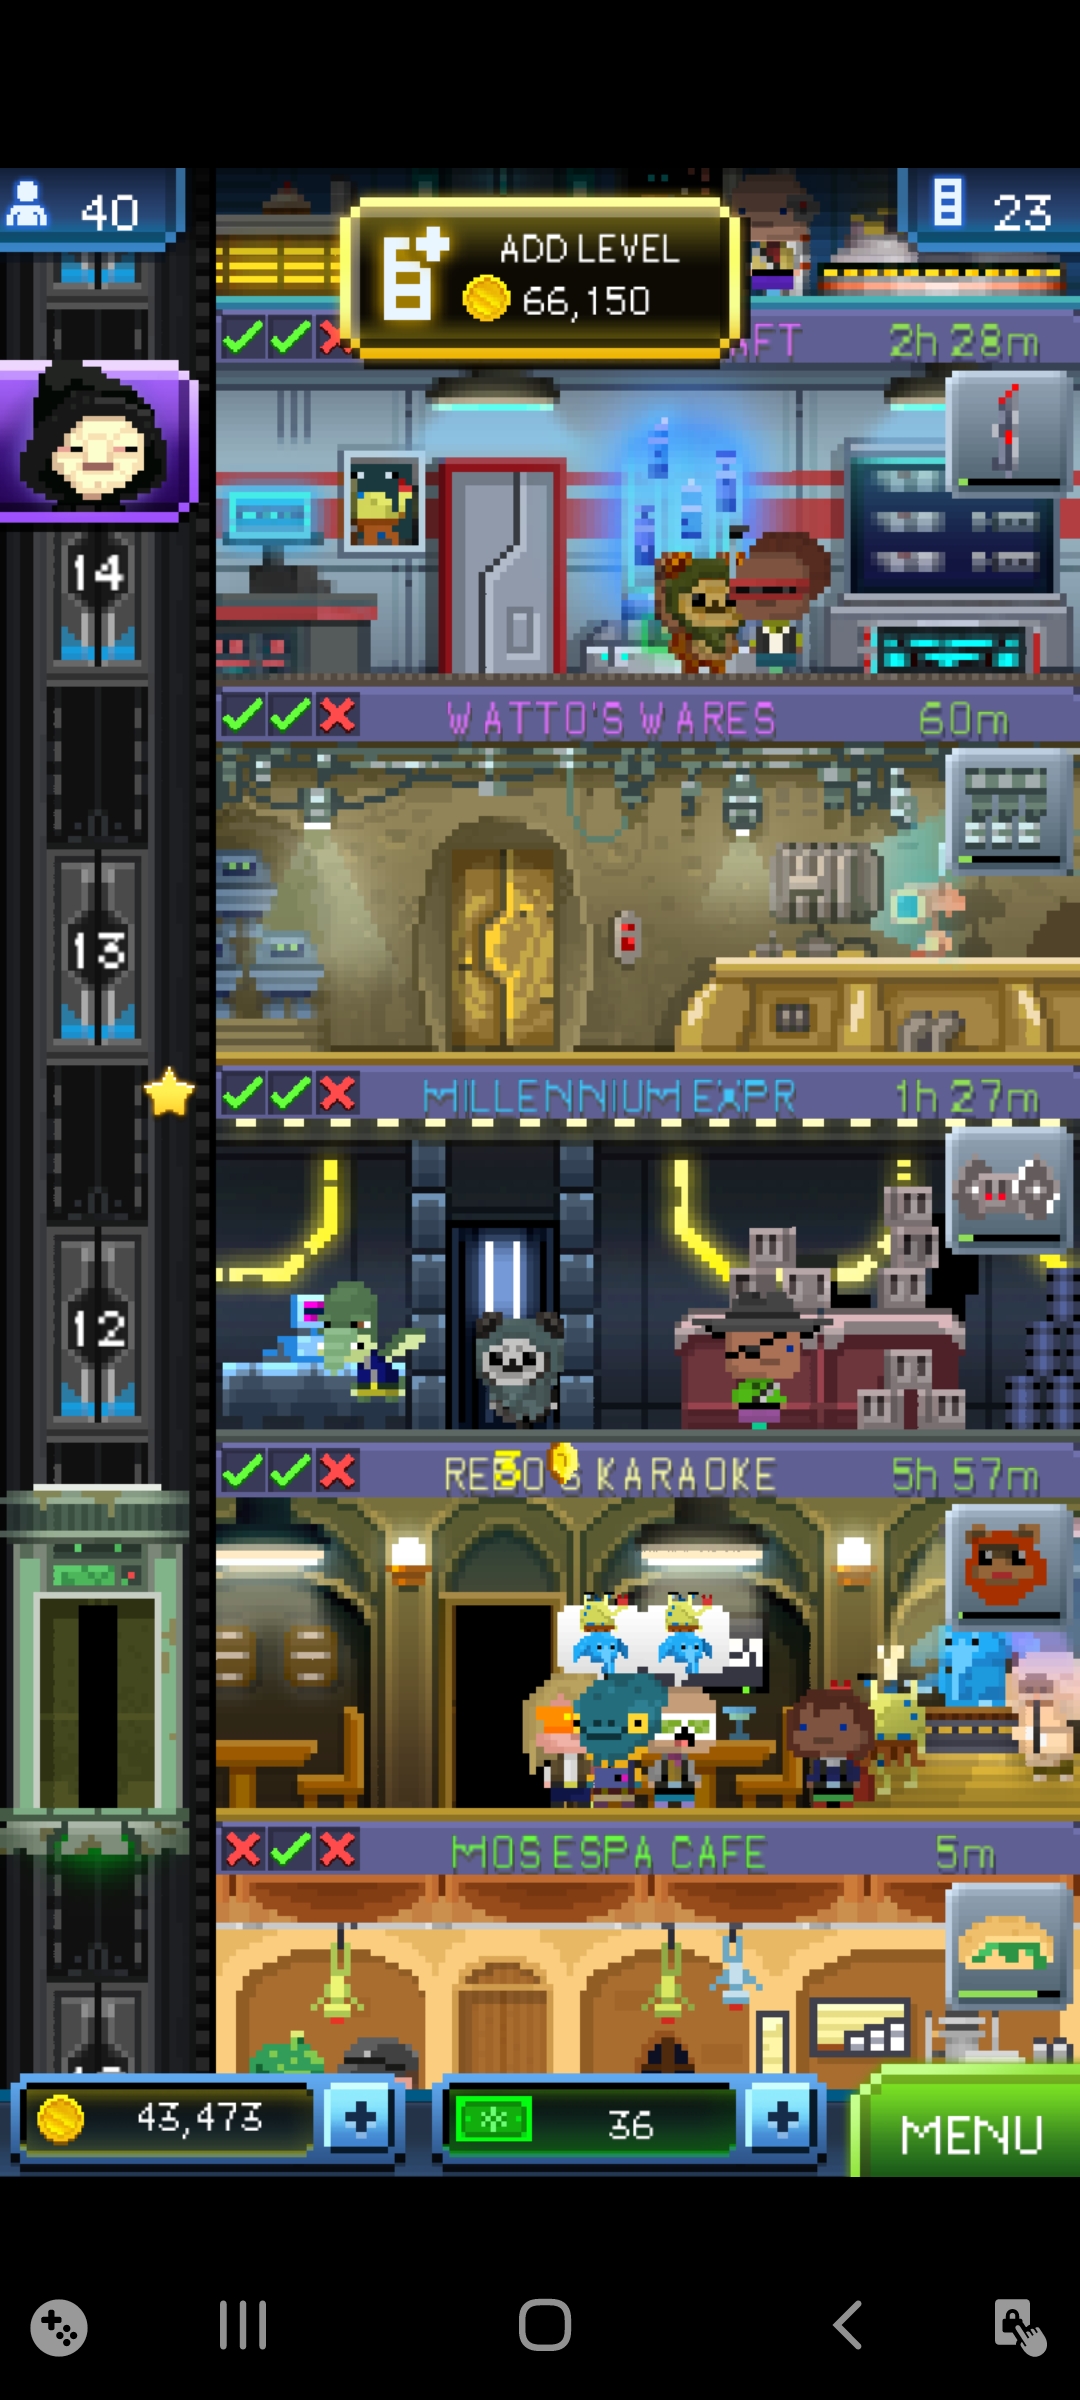 40
ADD LEVEL
66,150
23
AFT
2h 28m
14
WATTO'S WARES
60m
13
MILLENNIUM EXPR
1h 27m
12
KARAOKE
5h 57m
MOS ESPA CAFE
5m
43,473
36
MENU